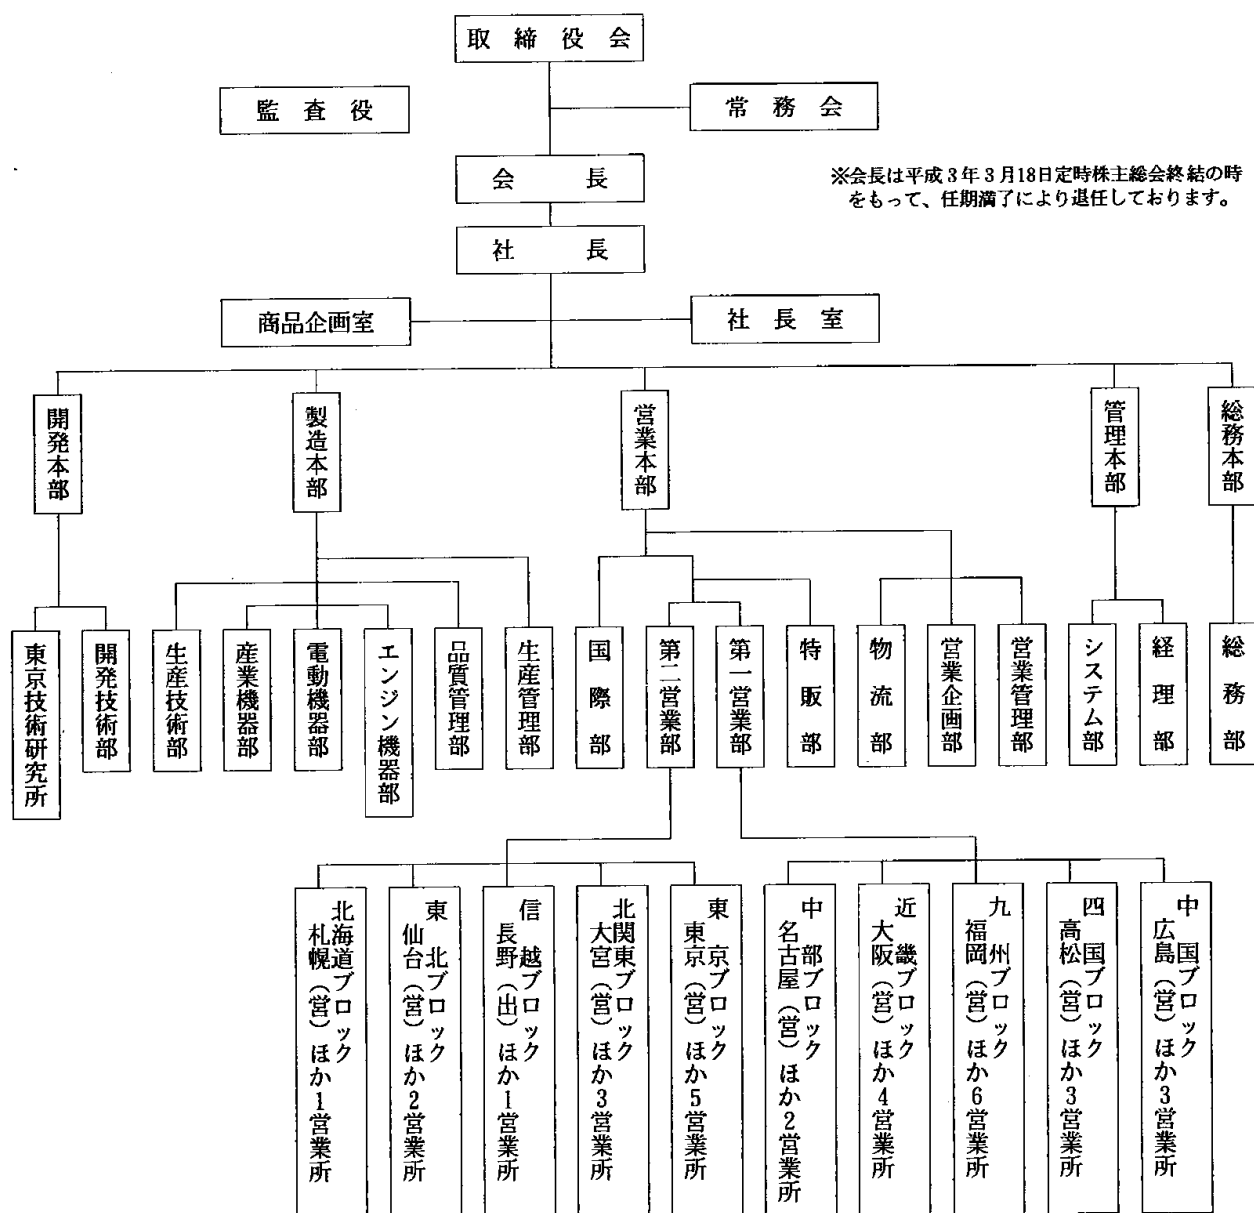 取締役会
監査役
常務会
会長
※会長は平成3年3月18日定時株主総会終結の時
をもって、任期満了により退任しております。
社長
商品企画室
社長室
開発本部
製造本部
営業本部
管理本部
総務本部
東京技術研究所
開発技術部
生産技術部
産業機器部
電動機器部
エンジン機器部
品質管理部
生産管理部
国際部
第二営業部
第一営業部
特販部
物流部
営業企画部
営業管理部
システム部
経理部
総務部
北海道ブロック
札幌(営)ほか1営業所
東北ブロック
仙台(営)ほか2営業所
信越ブロック
長野(出)ほか1営業所
北関東ブロック
大宮(営)ほか3営業所
東京ブロック
東京(営)ほか5営業所
中部ブロック
名古屋(営)ほか2営業所
近畿ブロック
大阪(営)ほか4営業所
九州ブロック
福岡(営)ほか6営業所
四国ブロック
高松(営)ほか3営業所
中国ブロック
広島(営)ほか3営業所